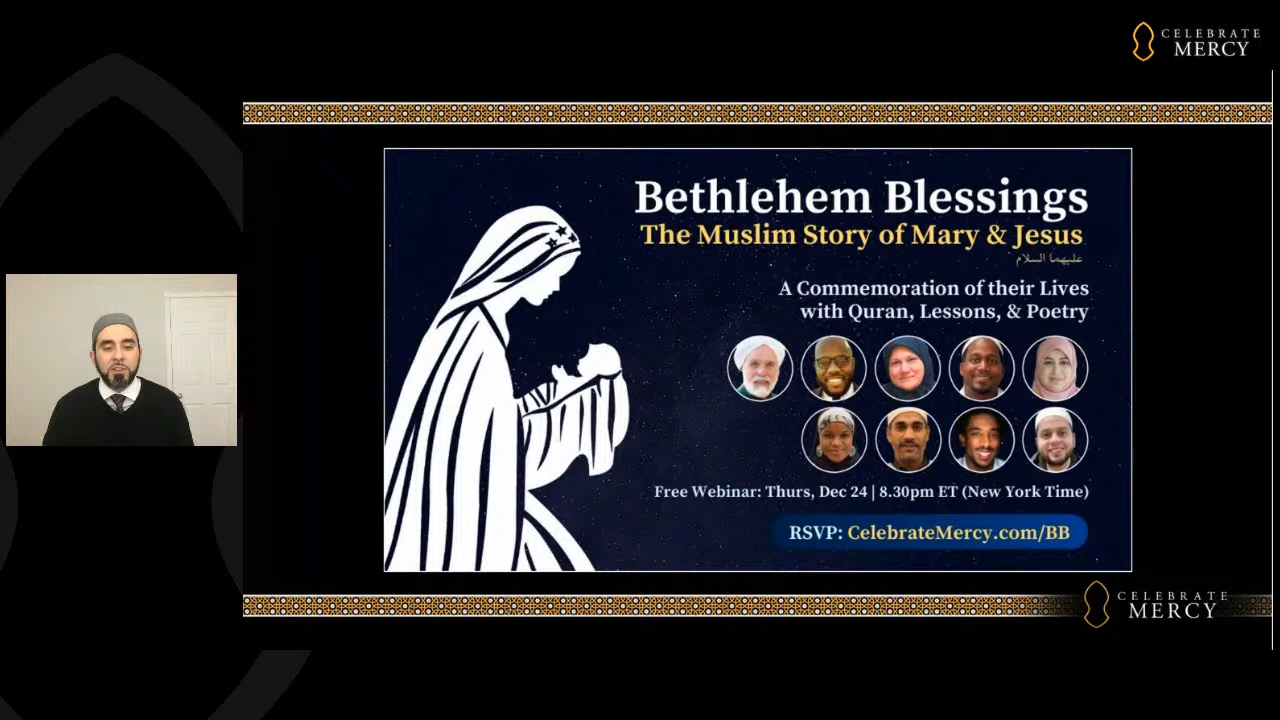 CELEBRATE
MERCY
Bethlehem Blessings
The Muslim Story of Mary & Jesus
عليهما السلام
A Commemoration of their Lives
with Quran, Lessons, & Poetry
Free Webinar: Thurs, Dec 24 | 8.30pm ET (New York Time)
RSVP: CelebrateMercy.com/BB
CELEBRATE
MERCY